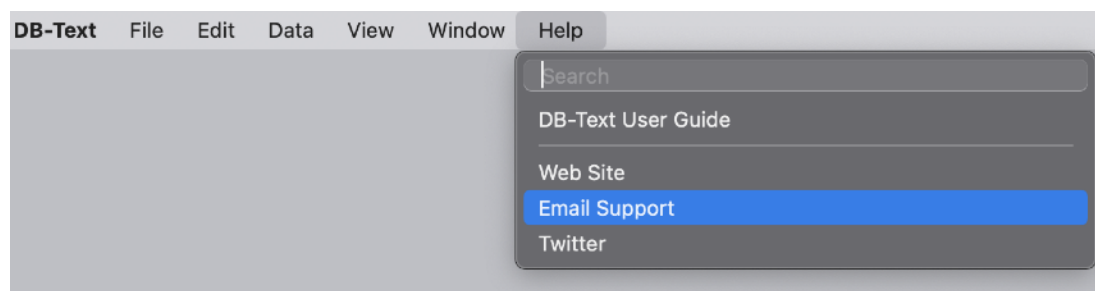 DB-Text File Edit Data View Window Help
Search
DB-Text User Guide
Web Site
Email Support
Twitter